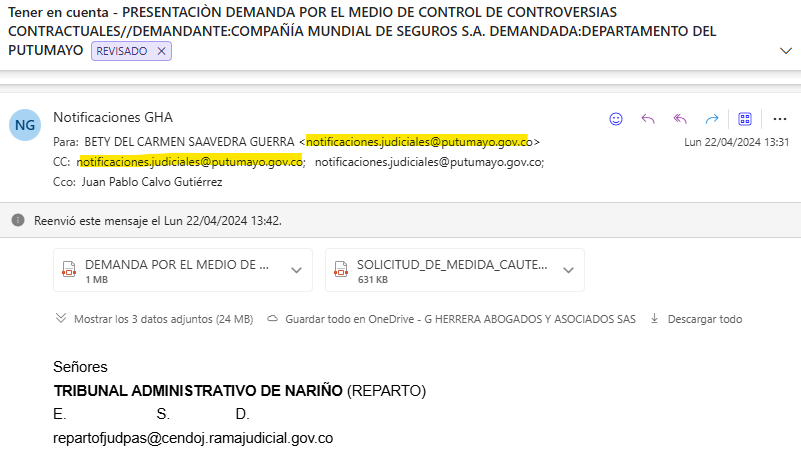 Tener en cuenta - PRESENTACIÒN DEMANDA POR EL MEDIO DE CONTROL DE CONTROVERSIAS
CONTRACTUALES//DEMANDANTE:COMPAÑÍA MUNDIAL DE SEGUROS S.A. DEMANDADA:DEPARTAMENTO DEL
PUTUMAYO REVISADO ×
NG
Notificaciones GHA
Para: BETY DEL CARMEN SAAVEDRA GUERRA <notificaciones.judiciales@putumayo.gov.co>
Lun 22/04/2024 13:31
CC: notificaciones.judiciales@putumayo.gov.co; notificaciones.judiciales@putumayo.gov.co;
Cco: Juan Pablo Calvo Gutiérrez
Reenvió este mensaje el Lun 22/04/2024 13:42.
DEMANDA POR EL MEDIO DE ...
1 MB
SOLICITUD_DE_MEDIDA_CAUTE...
631 KB
Mostrar los 3 datos adjuntos (24 MB) Guardar todo en OneDrive - G HERRERA ABOGADOS Y ASOCIADOS SAS Descargar todo
Señores
TRIBUNAL ADMINISTRATIVO DE NARIÑO (REPARTO)
E. S. D.
repartofjudpas@cendoj.ramajudicial.gov.co